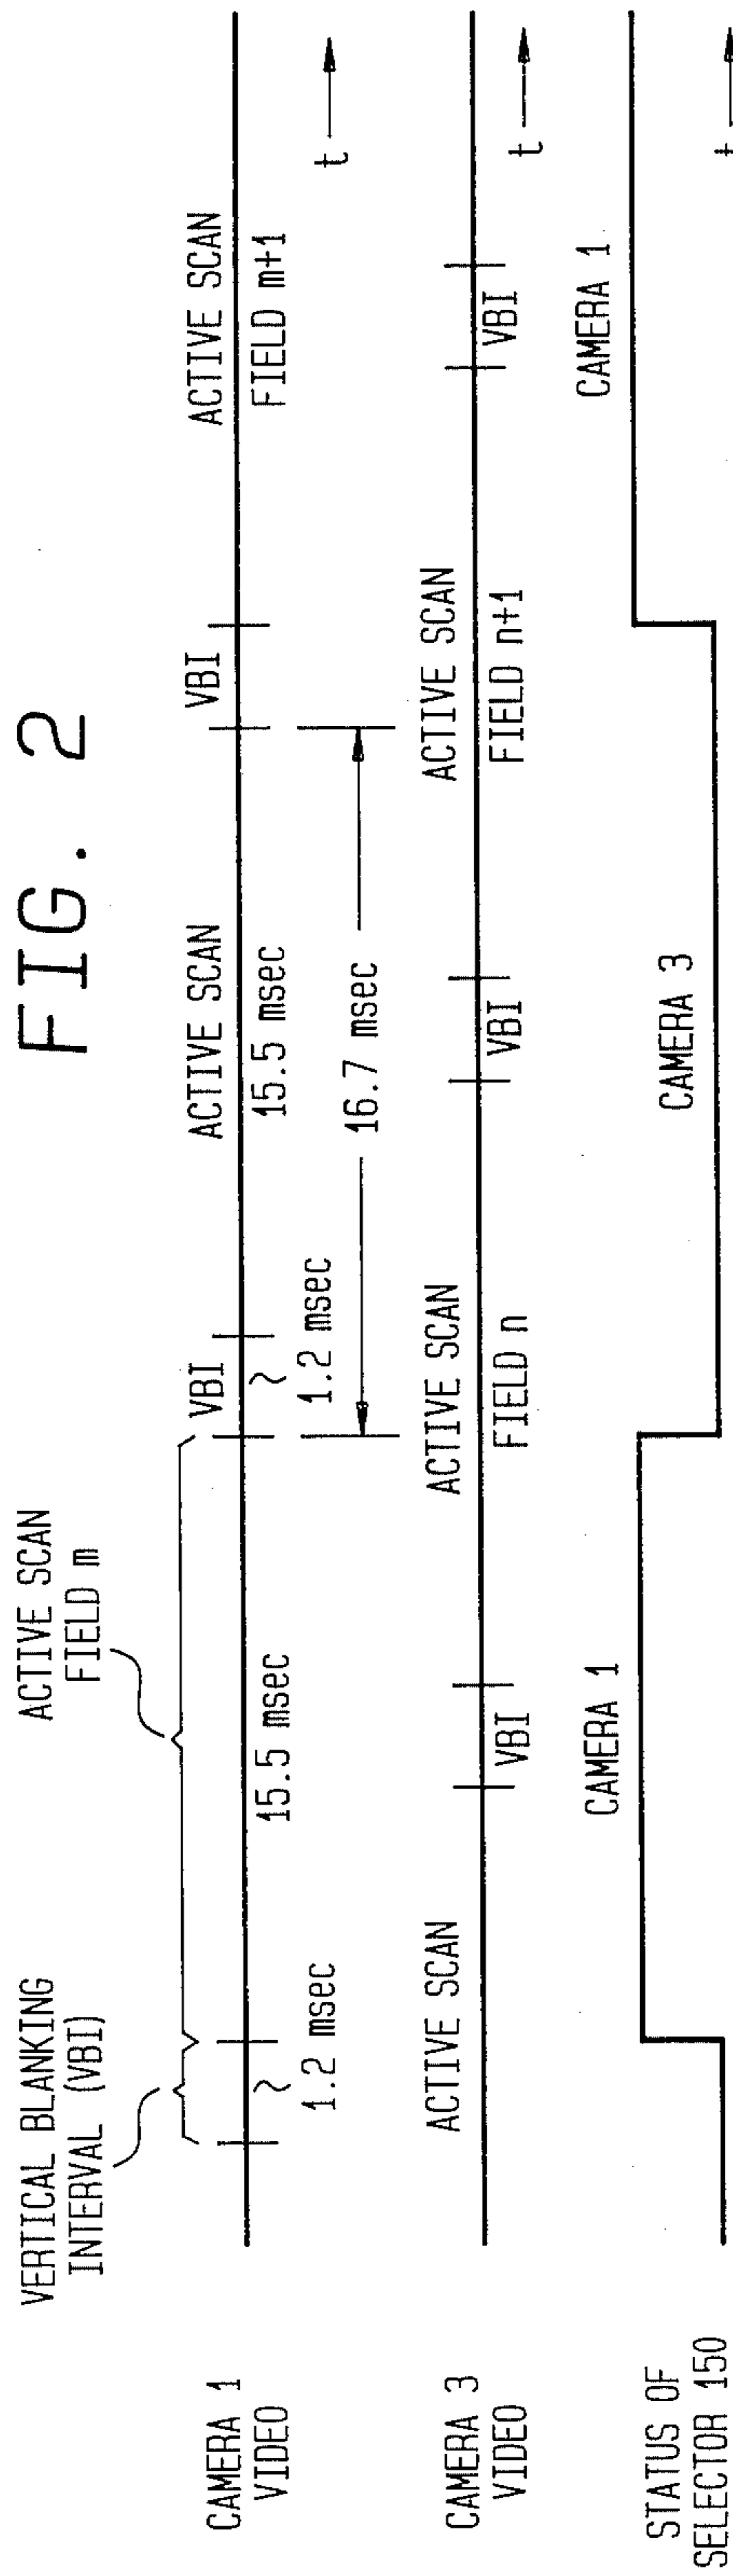 FIG. 2
VERTICAL BLANKING
INTERVAL (VBI)
ACTIVE SCAN
FIELD m
CAMERA 1
VIDEO
1.2 msec
15.5 msec
VBI
1.2 msec
ACTIVE SCAN
15.5 msec
16.7 msec
VBI
ACTIVE SCAN
FIELD m+1
t
CAMERA 3
VIDEO
ACTIVE SCAN
VBI
ACTIVE SCAN
FIELD n
VBI
ACTIVE SCAN
FIELD n+1
VBI
t
STATUS OF
SELECTOR 150
CAMERA 1
CAMERA 3
CAMERA 1
t